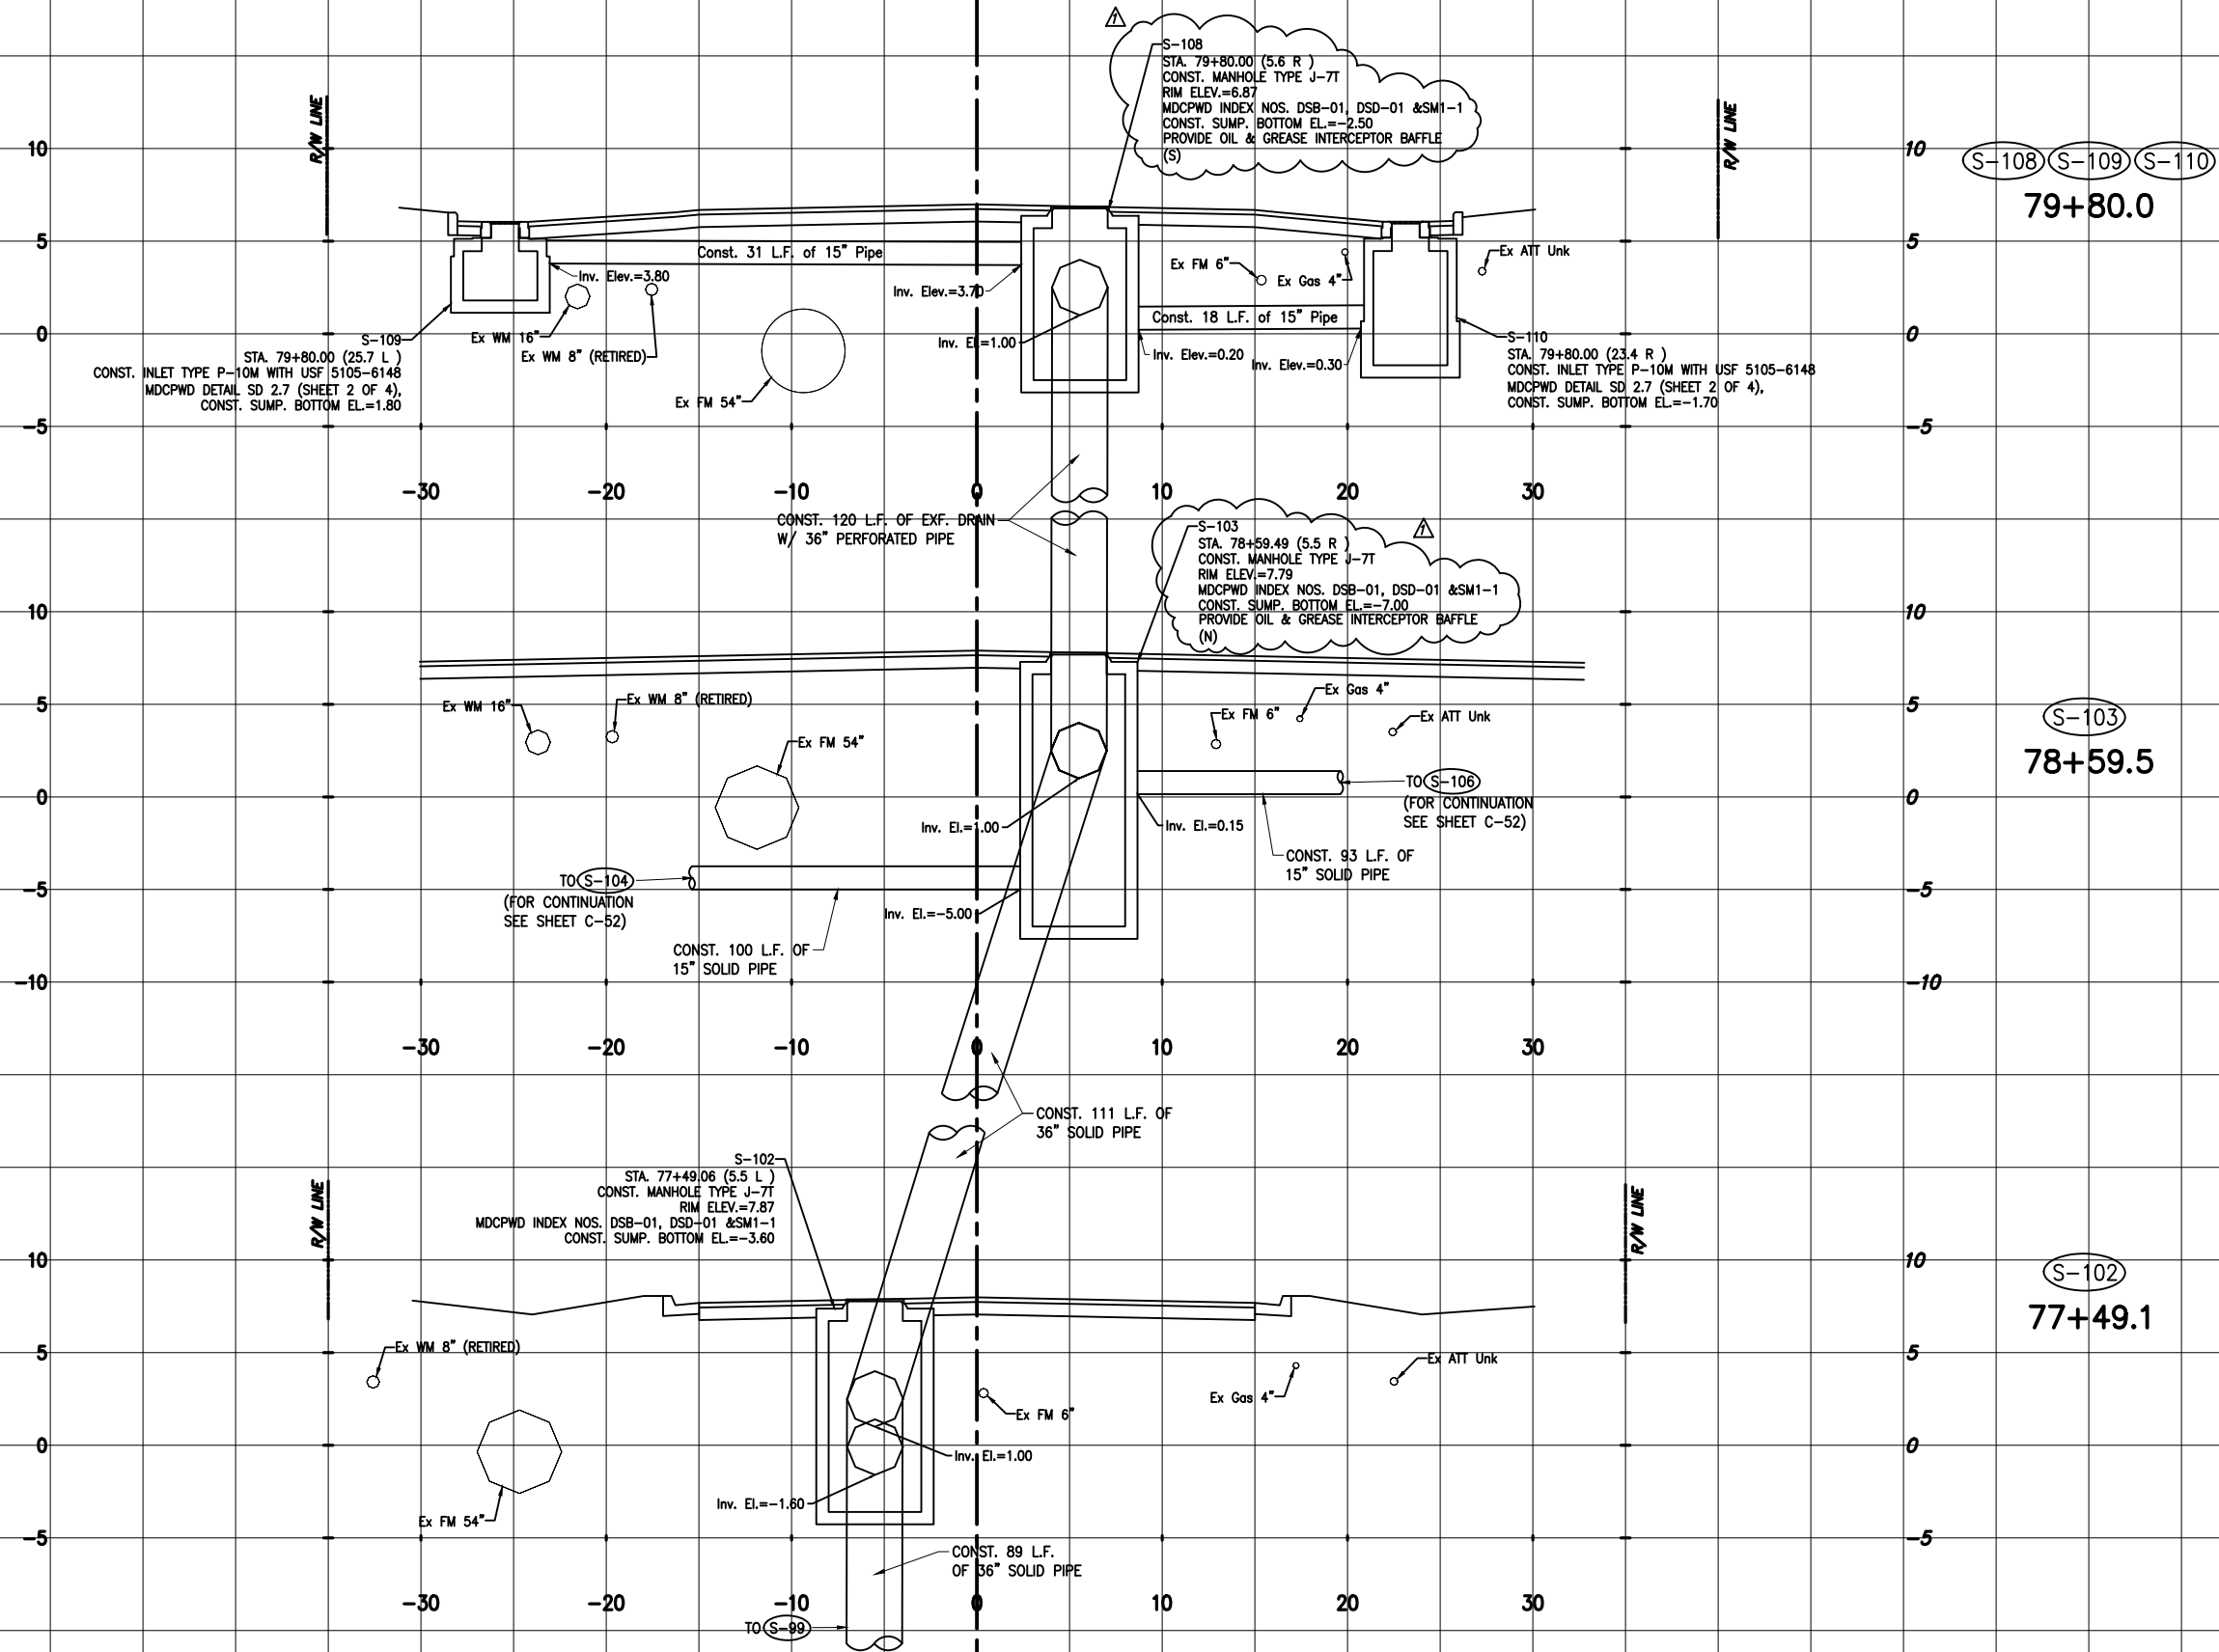 1
S-108
STA. 79+80.00 (5.6 R )
CONST. MANHOLE TYPE J-7T
RIM ELEV.=6.87
MDCPWD INDEX NOS. DSB-01, DSD-01 &SM1-1
CONST. SUMP. BOTTOM EL.=-2.50
PROVIDE OIL & GREASE INTERCEPTOR BAFFLE
(S)
R/W LINE
R/W LINE
10
10
S-108 S-109 S-110
79+80.0
5
5
Const. 31 L.F. of 15" Pipe
Inv. Elev.=3.80
Inv. Elev.=3.70
Ex FM 6"
Ex Gas 4"
Ex ATT Unk
Const. 18 L.F. of 15" Pipe
0
0
S-109
STA. 79+80.00 (25.7 L )
CONST. INLET TYPE P-10M WITH USF 5105-6148
MDCPWD DETAIL SD 2.7 (SHEET 2 OF 4),
CONST. SUMP. BOTTOM EL.=1.80
Ex WM 16"
Ex WM 8" (RETIRED)
Ex FM 54"
Inv. El.=1.00
Inv. Elev.=0.20
Inv. Elev.=0.30
S-110
STA. 79+80.00 (23.4 R )
CONST. INLET TYPE P-10M WITH USF 5105-6148
MDCPWD DETAIL SD 2.7 (SHEET 2 OF 4),
CONST. SUMP. BOTTOM EL.=-1.70
-5
-5
-30 -20 -10 0 10 20 30
CONST. 120 L.F. OF EXF. DRAIN
W/ 36" PERFORATED PIPE
1
S-103
STA. 78+59.49 (5.5 R )
CONST. MANHOLE TYPE J-7T
RIM ELEV.=7.79
MDCPWD INDEX NOS. DSB-01, DSD-01 &SM1-1
CONST. SUMP. BOTTOM EL.=-7.00
PROVIDE OIL & GREASE INTERCEPTOR BAFFLE
(N)
10
10
5
5
S-103
78+59.5
Ex WM 16"
Ex WM 8" (RETIRED)
Ex FM 54"
Ex Gas 4"
Ex FM 6"
Ex ATT Unk
0
0
TO S-106
(FOR CONTINUATION
SEE SHEET C-52)
Inv. El.=1.00
Inv. El.=0.15
CONST. 93 L.F. OF
15" SOLID PIPE
-5
-5
TO S-104
(FOR CONTINUATION
SEE SHEET C-52)
Inv. El.=-5.00
CONST. 100 L.F. OF
15" SOLID PIPE
-10
-10
-30 -20 -10 0 10 20 30
CONST. 111 L.F. OF
36" SOLID PIPE
S-102
STA. 77+49.06 (5.5 L )
CONST. MANHOLE TYPE J-7T
RIM ELEV.=7.87
MDCPWD INDEX NOS. DSB-01, DSD-01 &SM1-1
CONST. SUMP. BOTTOM EL.=-3.60
R/W LINE
R/W LINE
10
10
S-102
77+49.1
5
5
Ex WM 8" (RETIRED)
Ex ATT Unk
Ex Gas 4"
Ex FM 6"
0
0
Inv. El.=1.00
Inv. El.=-1.60
Ex FM 54"
-5
-5
CONST. 89 L.F.
OF 36" SOLID PIPE
-30 -20 -10 0 10 20 30
TO S-99